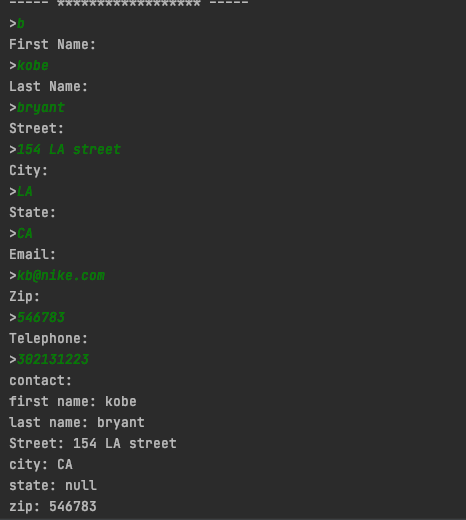 ----- ****************** -----
>b
First Name:
>kobe
Last Name:
>bryant
Street:
>154 LA street
City:
>LA
State:
>CA
Email:
>kb@nike.com
Zip:
>546783
Telephone:
>302131223
contact:
first name: kobe
last name: bryant
Street: 154 LA street
city: CA
state: null
zip: 546783